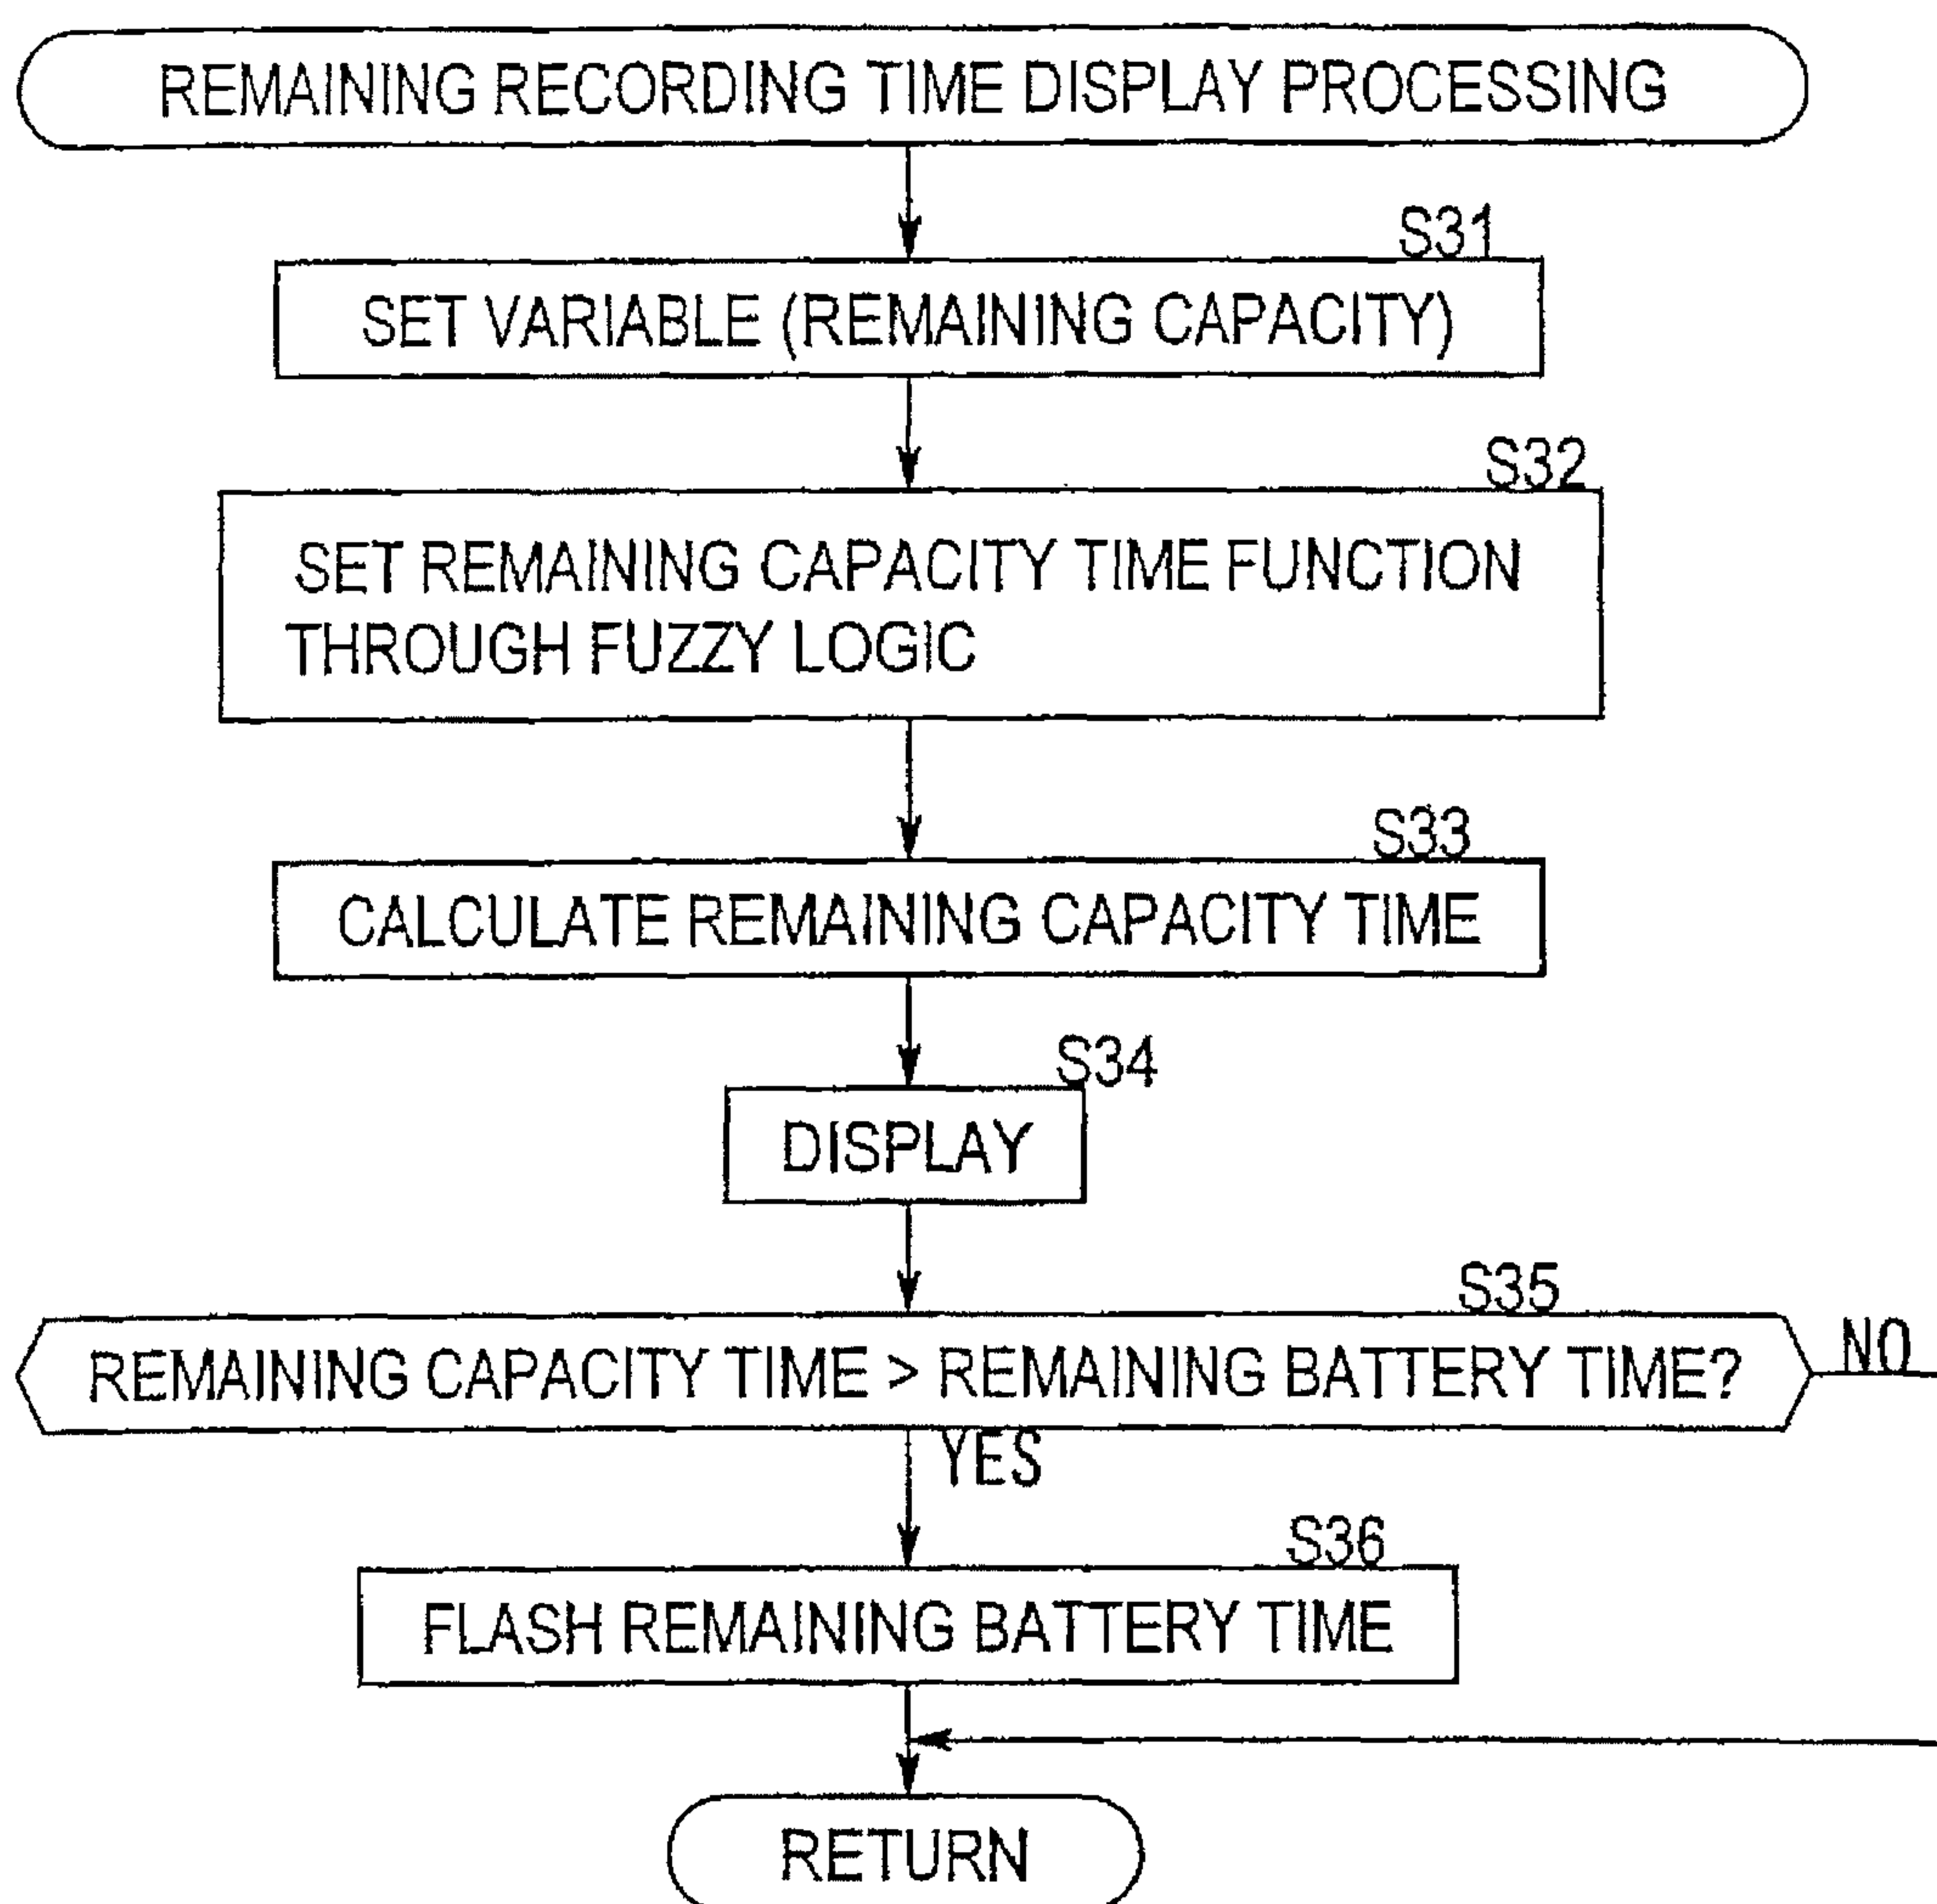 REMAINING RECORDING TIME DISPLAY PROCESSING
S31
SET VARIABLE (REMAINING CAPACITY)
S32
SET REMAINING CAPACITY TIME FUNCTION
THROUGH FUZZY LOGIC
S33
CALCULATE REMAINING CAPACITY TIME
S34
DISPLAY
S35
REMAINING CAPACITY TIME > REMAINING BATTERY TIME?
NO
YES
S36
FLASH REMAINING BATTERY TIME
RETURN